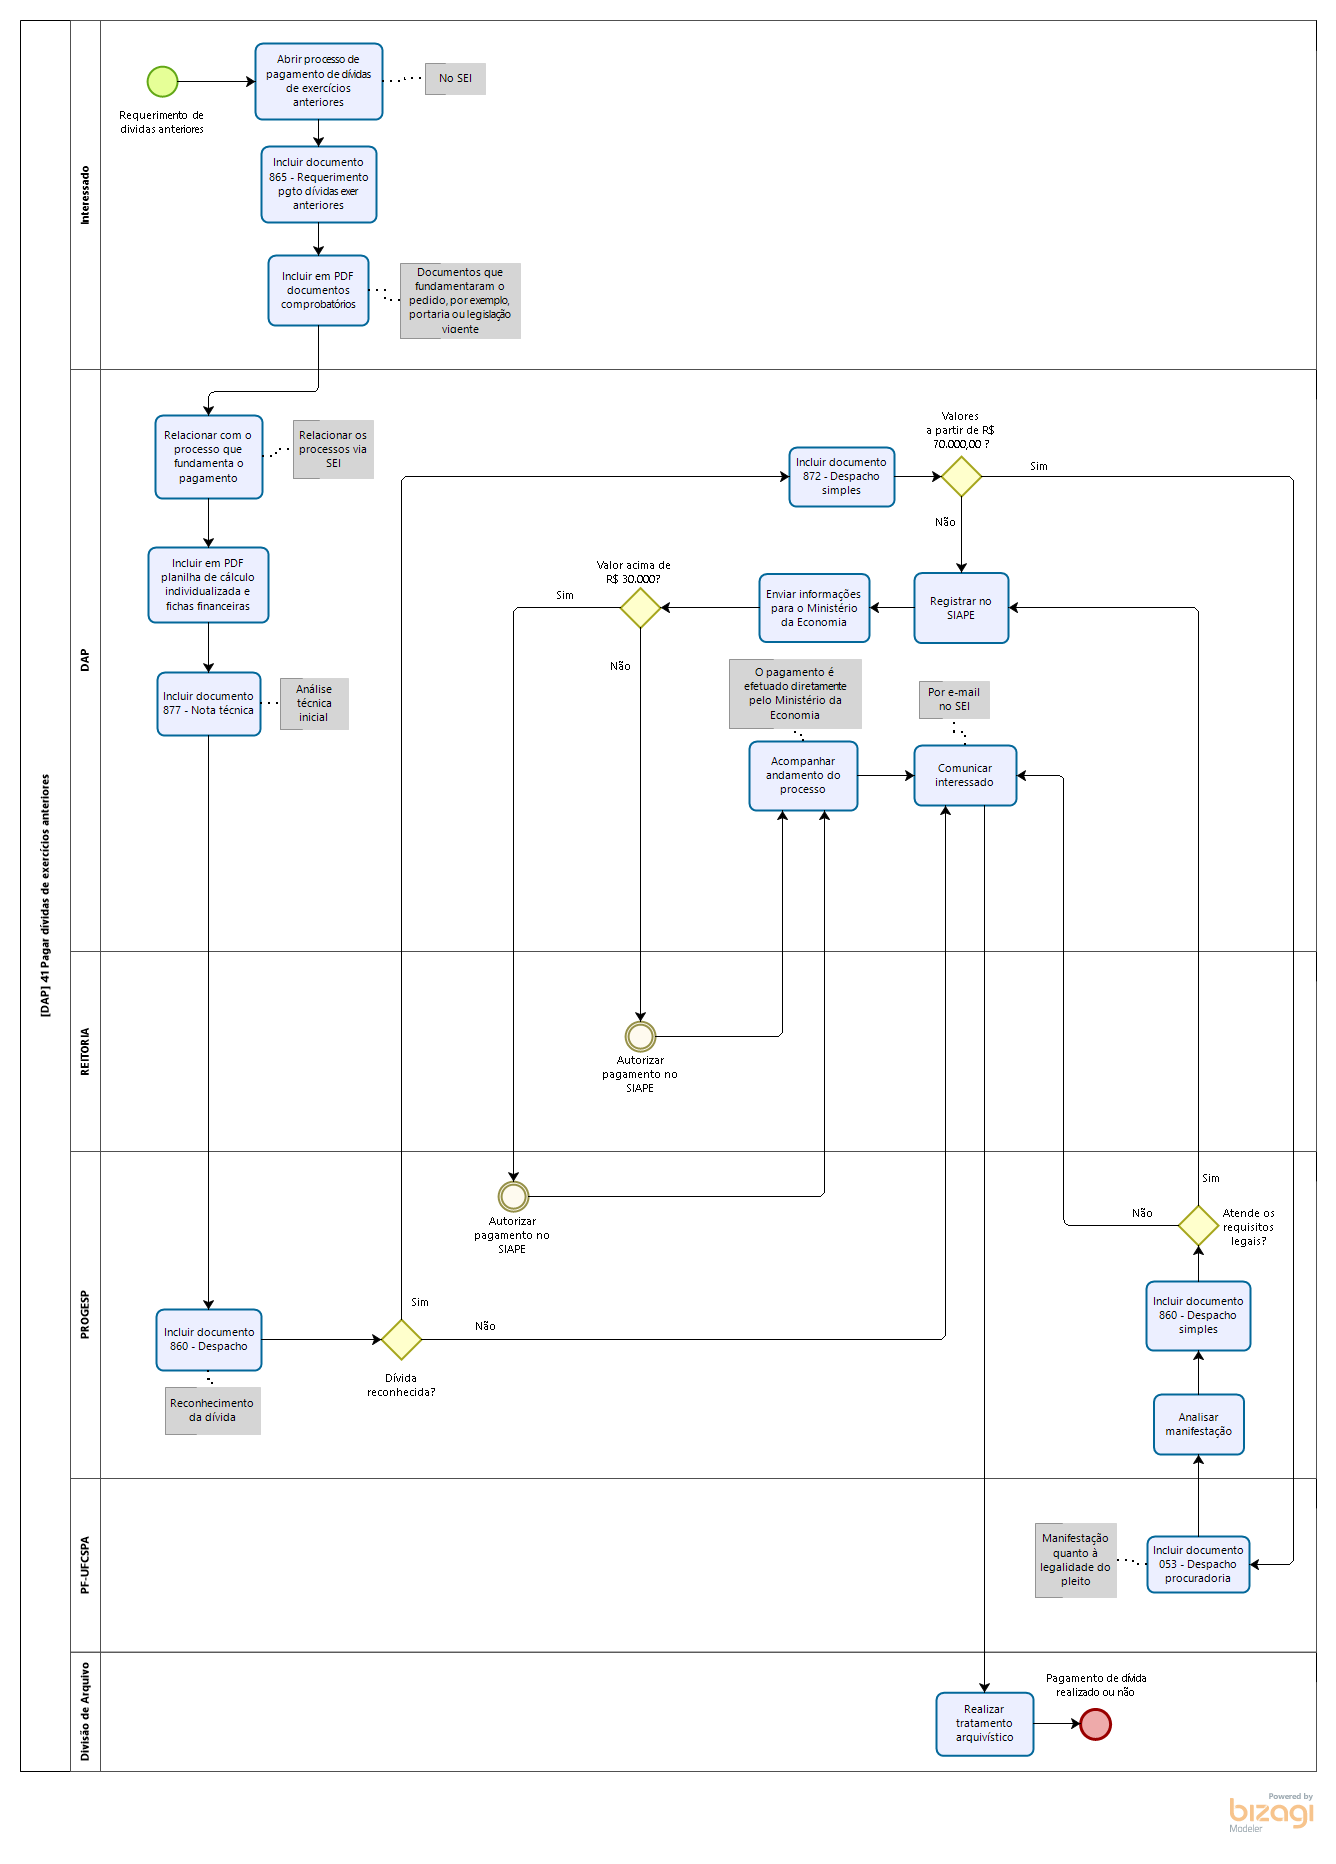 [DAP] 41 Pagar dívidas de exercícios anteriores
Interessado
Requerimento de
dividas anteriores
Abrir processo de
pagamento de dívidas
de exercícios
anteriores
No SEI
Incluir documento
865 - Requerimento
pgto dívidas exer
anteriores
Incluir em PDF
documentos
comprobatórios
Documentos que
fundamentaram o
pedido, por exemplo,
portaria ou legislação
vigente
DAP
Relacionar com o
processo que
fundamenta o
pagamento
Relacionar os
processos via
SEI
Incluir em PDF
planilha de cálculo
individualizada e
fichas financeiras
Incluir documento
877 - Nota técnica
Análise
técnica
inicial
Incluir documento
872 - Despacho
simples
Valores
a partir de R$
70.000,00 ?
Sim
Não
Registrar no
SIAPE
Enviar informações
para o Ministério
da Economia
Valor acima de
R$ 30.000?
Sim
Não
O pagamento é
efetuado diretamente
pelo Ministério da
Economia
Acompanhar
andamento do
processo
Por e-mail
no SEI
Comunicar
interessado
REITORIA
Autorizar
pagamento no
SIAPE
PROGESP
Autorizar
pagamento no
SIAPE
Incluir documento
860 - Despacho
Reconhecimento
da dívida
Dívida
reconhecida?
Sim
Não
Sim
Não
Atende os
requisitos
legais?
Incluir documento
860 - Despacho
simples
Analisar
manifestação
PF-UFCSPA
Manifestação
quanto à
legalidade do
pleito
Incluir documento
053 - Despacho
procuradoria
Divisão de Arquivo
Realizar
tratamento
arquivístico
Pagamento de dívida
realizado ou não
Powered by
bizagi
Modeler